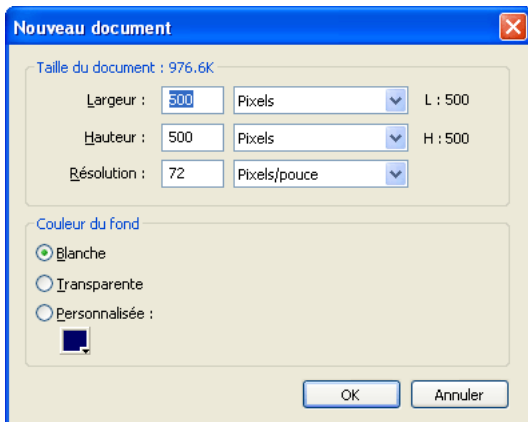 Nouveau document
Taille du document : 976.6K
Largeur : 500 Pixels L : 500
Hauteur : 500 Pixels H : 500
Résolution : 72 Pixels/pouce
Couleur du fond
Blanche
Transparente
Personnalisée :
OK Annuler